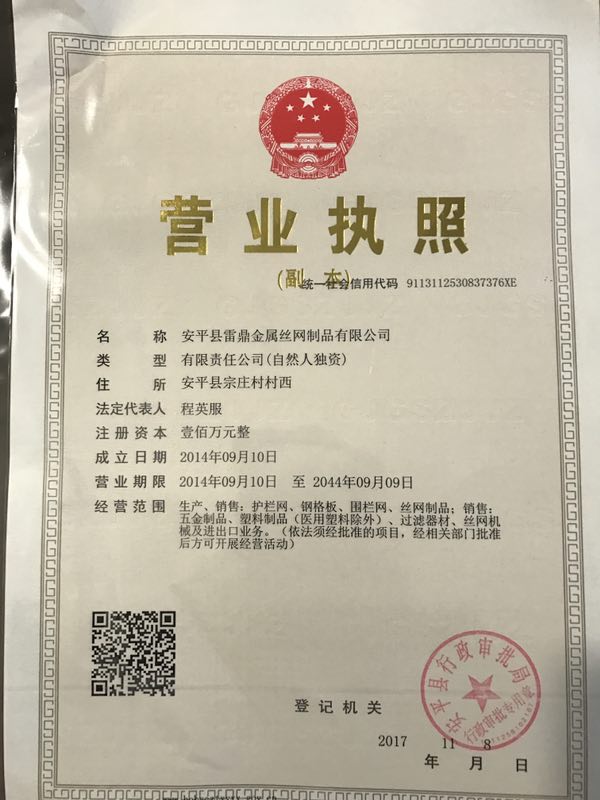 营业执照
(副 本)
统一社会信用代码 9113112530837376XE
名 称 安平县雷鼎金属丝网制品有限公司
类 型 有限责任公司(自然人独资)
住 所 安平县宗庄村村西
法定代表人 程英服
注册资本 壹佰万元整
成立日期 2014年09月10日
营业期限 2014年09月10日 至 2044年09月09日
经营范围 生产、销售：护栏网、钢格板、围栏网、丝网制品；销售：
五金制品、塑料制品（医用塑料除外）、过滤器材、丝网机
械及进出口业务。（依法须经批准的项目，经相关部门批准
后方可开展经营活动）
安平县行政审批局
行政审批专用章
登记机关
2017 11 8
年 月 日